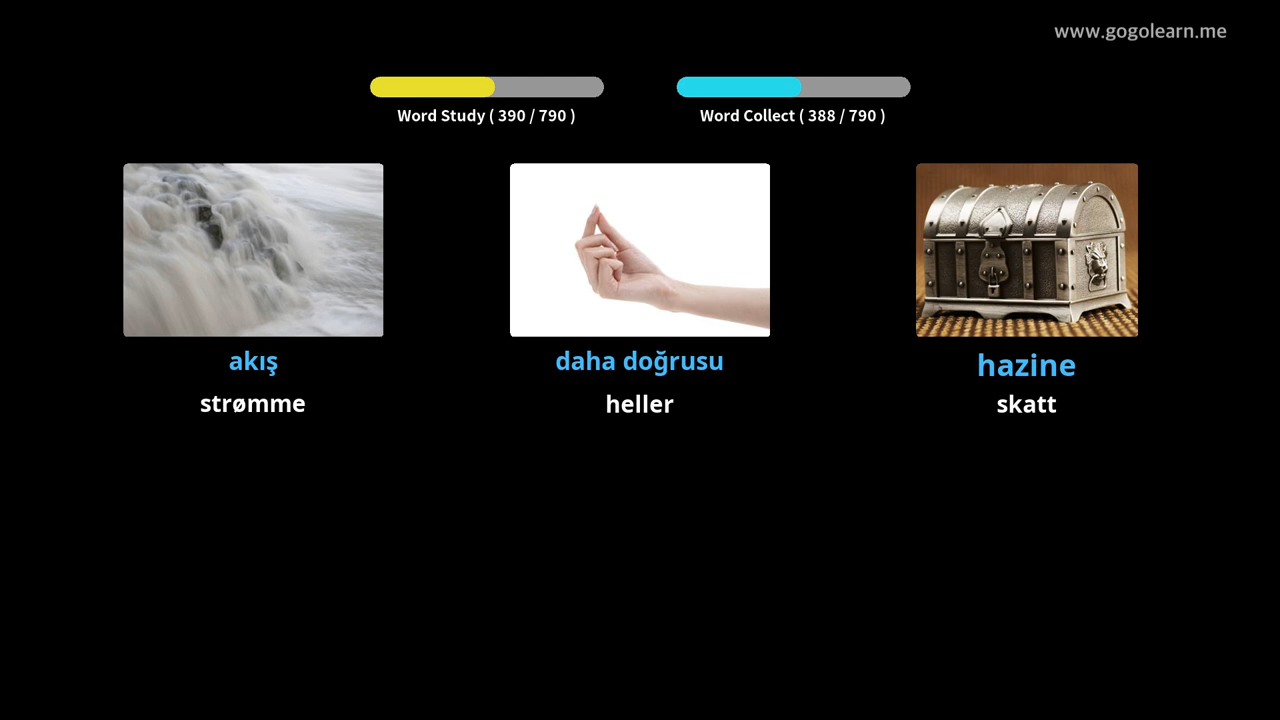 www.gogolearn.me
Word Study ( 390 / 790 )
Word Collect ( 388 / 790 )
akış
daha doğrusu
hazine
strømme
heller
skatt